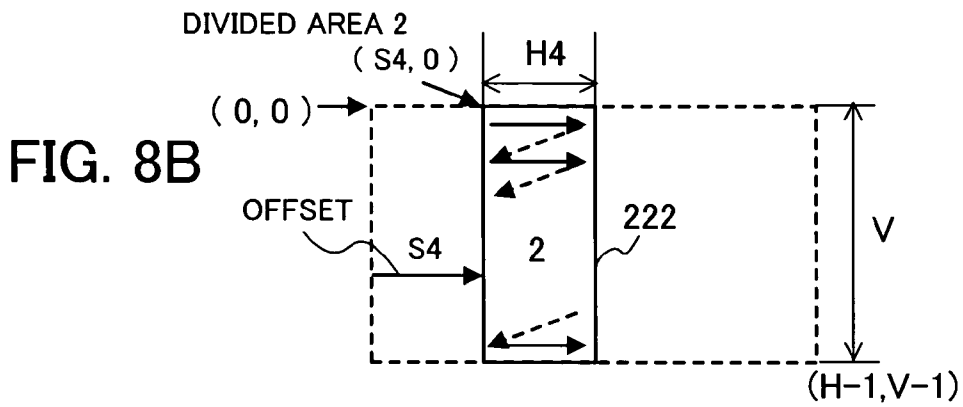 DIVIDED AREA 2
(S4,0)
H4
(0,0)
FIG. 8B
OFFSET
S4
2
222
V
(H-1,V-1)